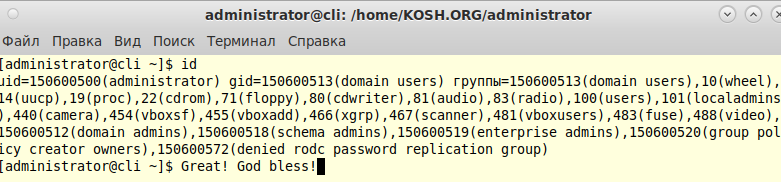 administrator@cli: /home/KOSH.ORG/administrator
Файл Правка Вид Поиск Терминал Справка
[administrator@cli ~]$ id
uid=150600500(administrator) gid=150600513(domain users) группы=150600513(domain users),10(wheel),
14(uucp),19(proc),22(cdrom),71(floppy),80(cdwriter),81(audio),83(radio),100(users),101(localadmins
),440(camera),454(vboxsf),455(vboxadd),466(xgrp),467(scanner),481(vboxusers),483(fuse),488(video),
150600512(domain admins),150600518(schema admins),150600519(enterprise admins),150600520(group pol
icy creator owners),150600572(denied rodc password replication group)
[administrator@cli ~]$ Great! God bless!